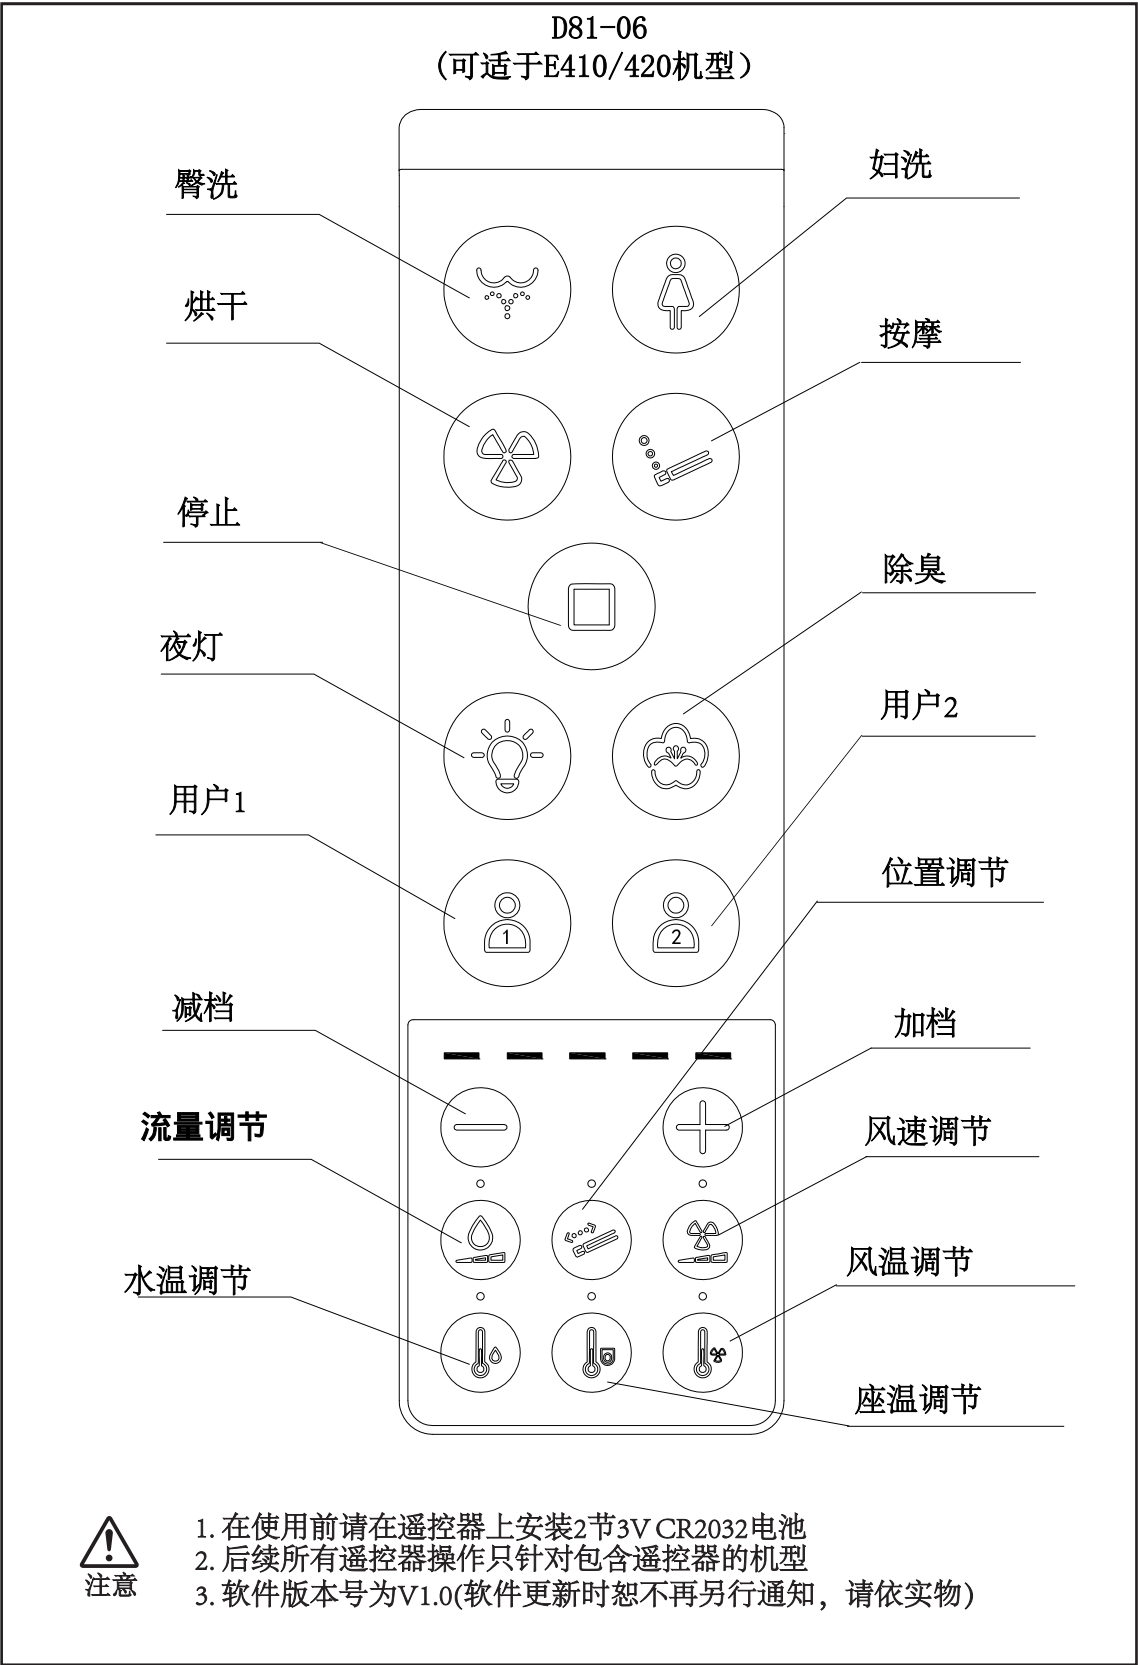 D81-06
(可适于E410/420机型)
臀洗
妇洗
烘干
按摩
停止
除臭
夜灯
用户2
用户1
位置调节
1
2
减档
加档
流量调节
风速调节
水温调节
风温调节
座温调节
注意
1. 在使用前请在遥控器上安装2节3V CR2032电池
2. 后续所有遥控器操作只针对包含遥控器的机型
3. 软件版本号为V1.0(软件更新时恕不再另行通知，请依实物)